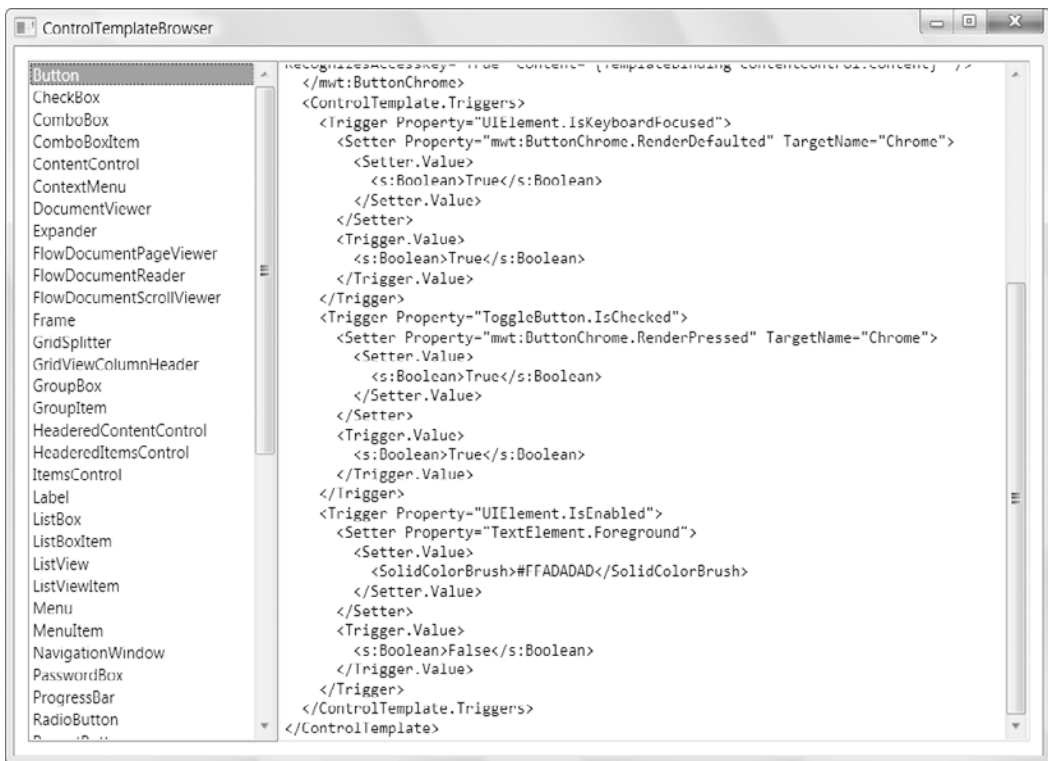 ControlTemplateBrowser
Button
CheckBox
ComboBox
ComboBoxItem
ContentControl
ContextMenu
DocumentViewer
Expander
FlowDocumentPageViewer
FlowDocumentReader
FlowDocumentScrollViewer
Frame
GridSplitter
GridViewColumnHeader
GroupBox
GroupItem
HeaderedContentControl
HeaderedItemsControl
ItemsControl
Label
ListBox
ListBoxItem
ListView
ListViewItem
Menu
MenuItem
NavigationWindow
PasswordBox
ProgressBar
RadioButton
RecognizesAccessKey="True" Content="{TemplateBinding ContentControl.Content}" />
</mwt:ButtonChrome>
<ControlTemplate.Triggers>
<Trigger Property="UIElement.IsKeyboardFocused">
<Setter Property="mwt:ButtonChrome.RenderDefaulted" TargetName="Chrome">
<Setter.Value>
<s:Boolean>True</s:Boolean>
</Setter.Value>
</Setter>
<Trigger.Value>
<s:Boolean>True</s:Boolean>
</Trigger.Value>
</Trigger>
<Trigger Property="ToggleButton.IsChecked">
<Setter Property="mwt:ButtonChrome.RenderPressed" TargetName="Chrome">
<Setter.Value>
<s:Boolean>True</s:Boolean>
</Setter.Value>
</Setter>
<Trigger.Value>
<s:Boolean>True</s:Boolean>
</Trigger.Value>
</Trigger>
<Trigger Property="UIElement.IsEnabled">
<Setter Property="TextElement.Foreground">
<Setter.Value>
<SolidColorBrush>#FFADADAD</SolidColorBrush>
</Setter.Value>
</Setter>
<Trigger.Value>
<s:Boolean>False</s:Boolean>
</Trigger.Value>
</Trigger>
</ControlTemplate.Triggers>
</ControlTemplate>